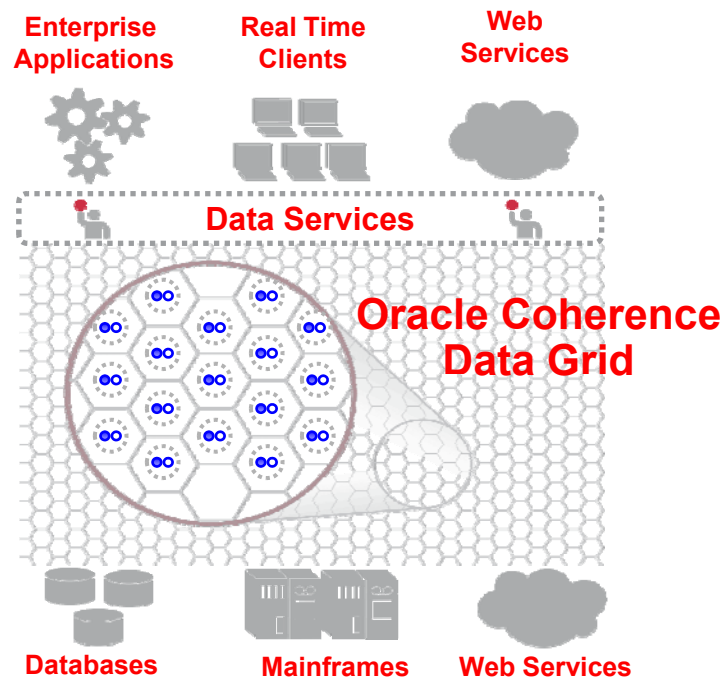 Enterprise
Applications
Real Time
Clients
Web
Services
Data Services
Oracle Coherence
Data Grid
Databases
Mainframes
Web Services